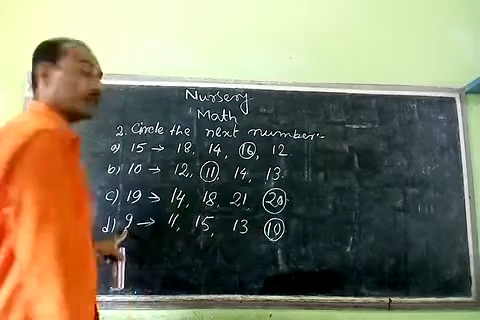 Nursery
Math
2. Circle the next number:-
a) 15 → 18, 14, 16, 12.
b) 10 → 12, 11, 14, 13.
c) 19 → 14, 18, 21, 20
d) 9 → 11, 15, 13 10